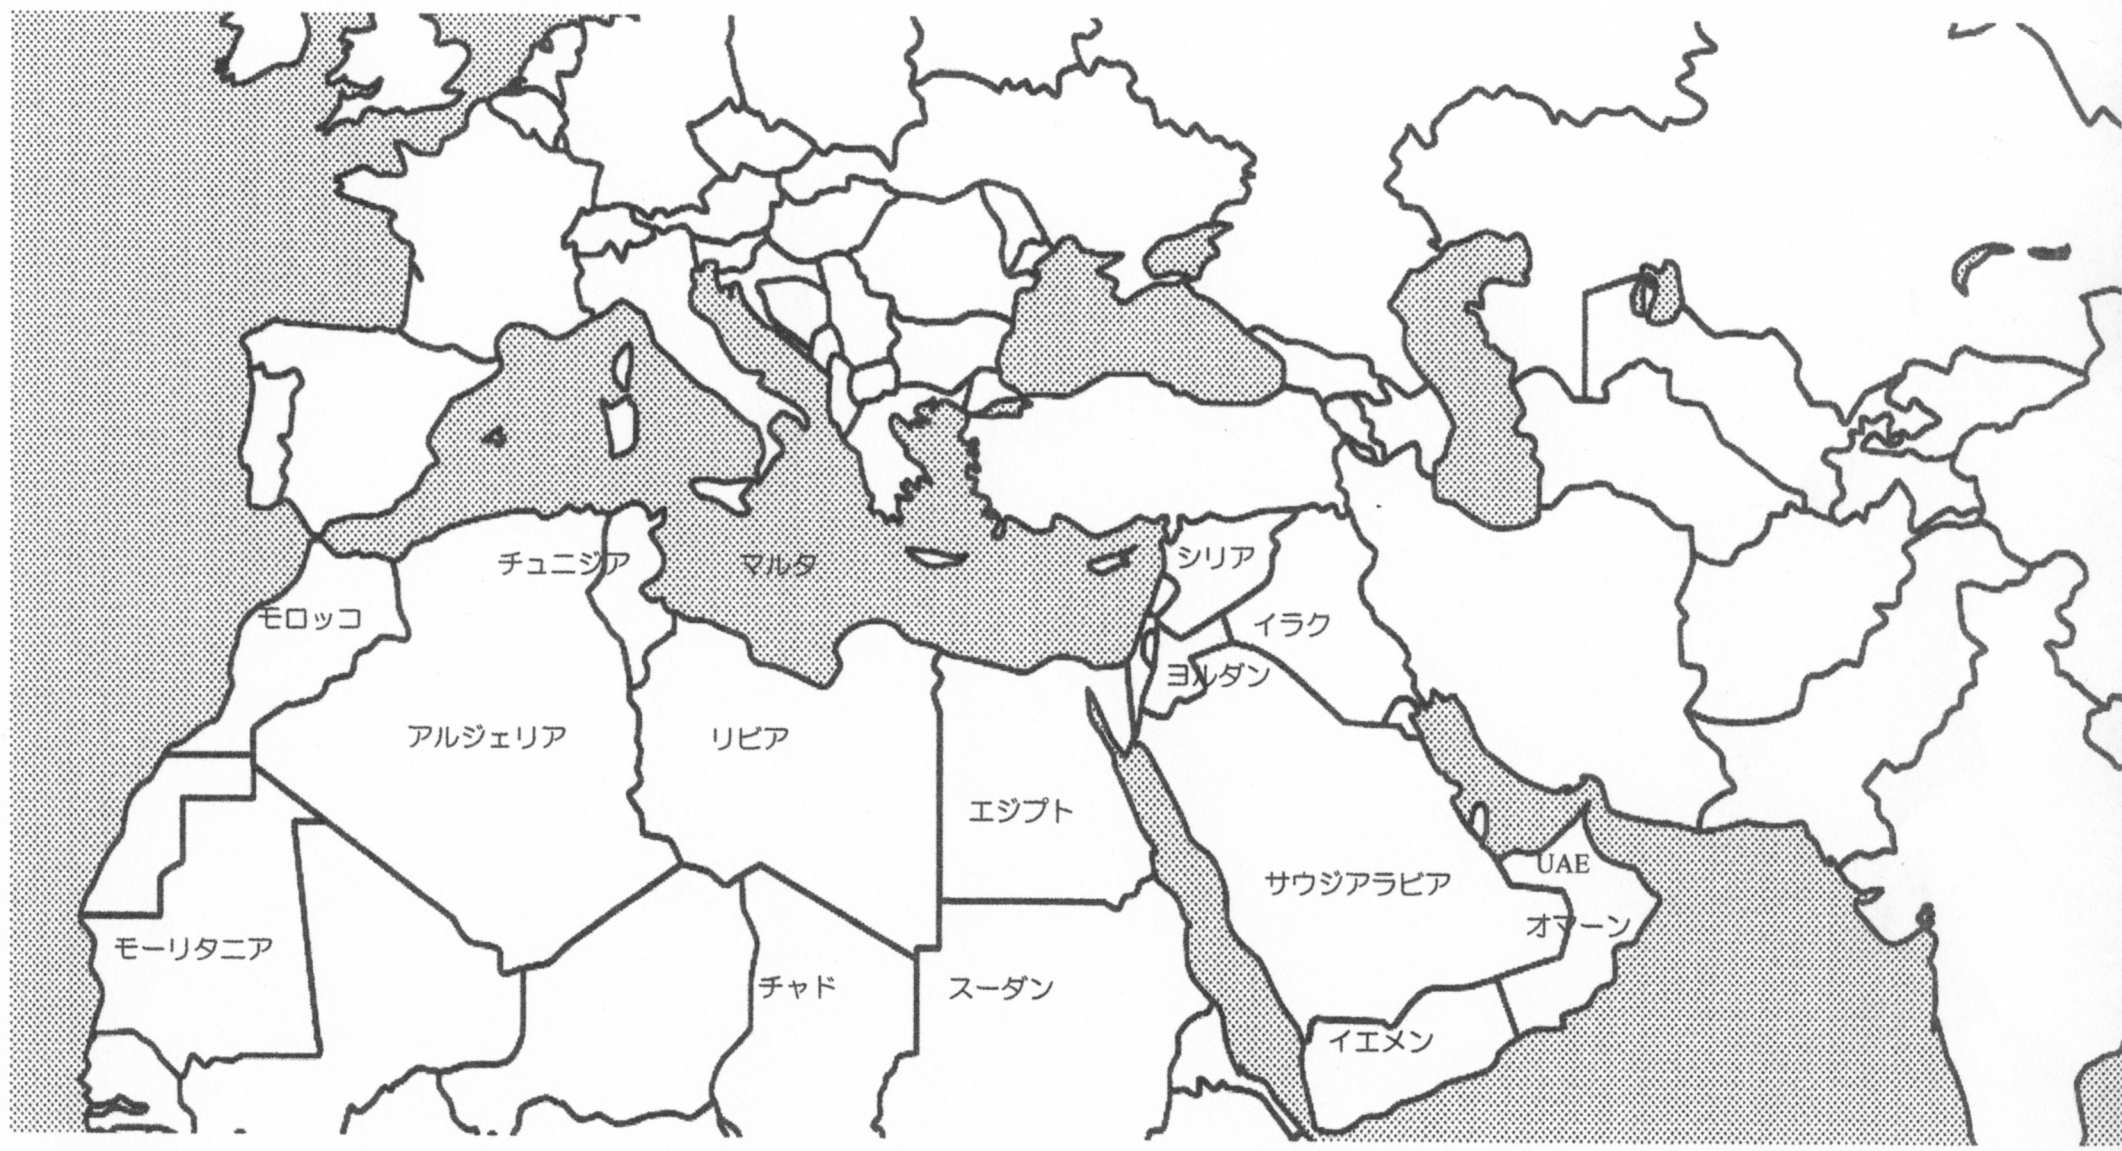 チュニジア
マルタ
シリア
モロッコ
イラク
ヨルダン
アルジェリア
リビア
エジプト
UAE
サウジアラビア
オマーン
モーリタニア
チャド
スーダン
イエメン